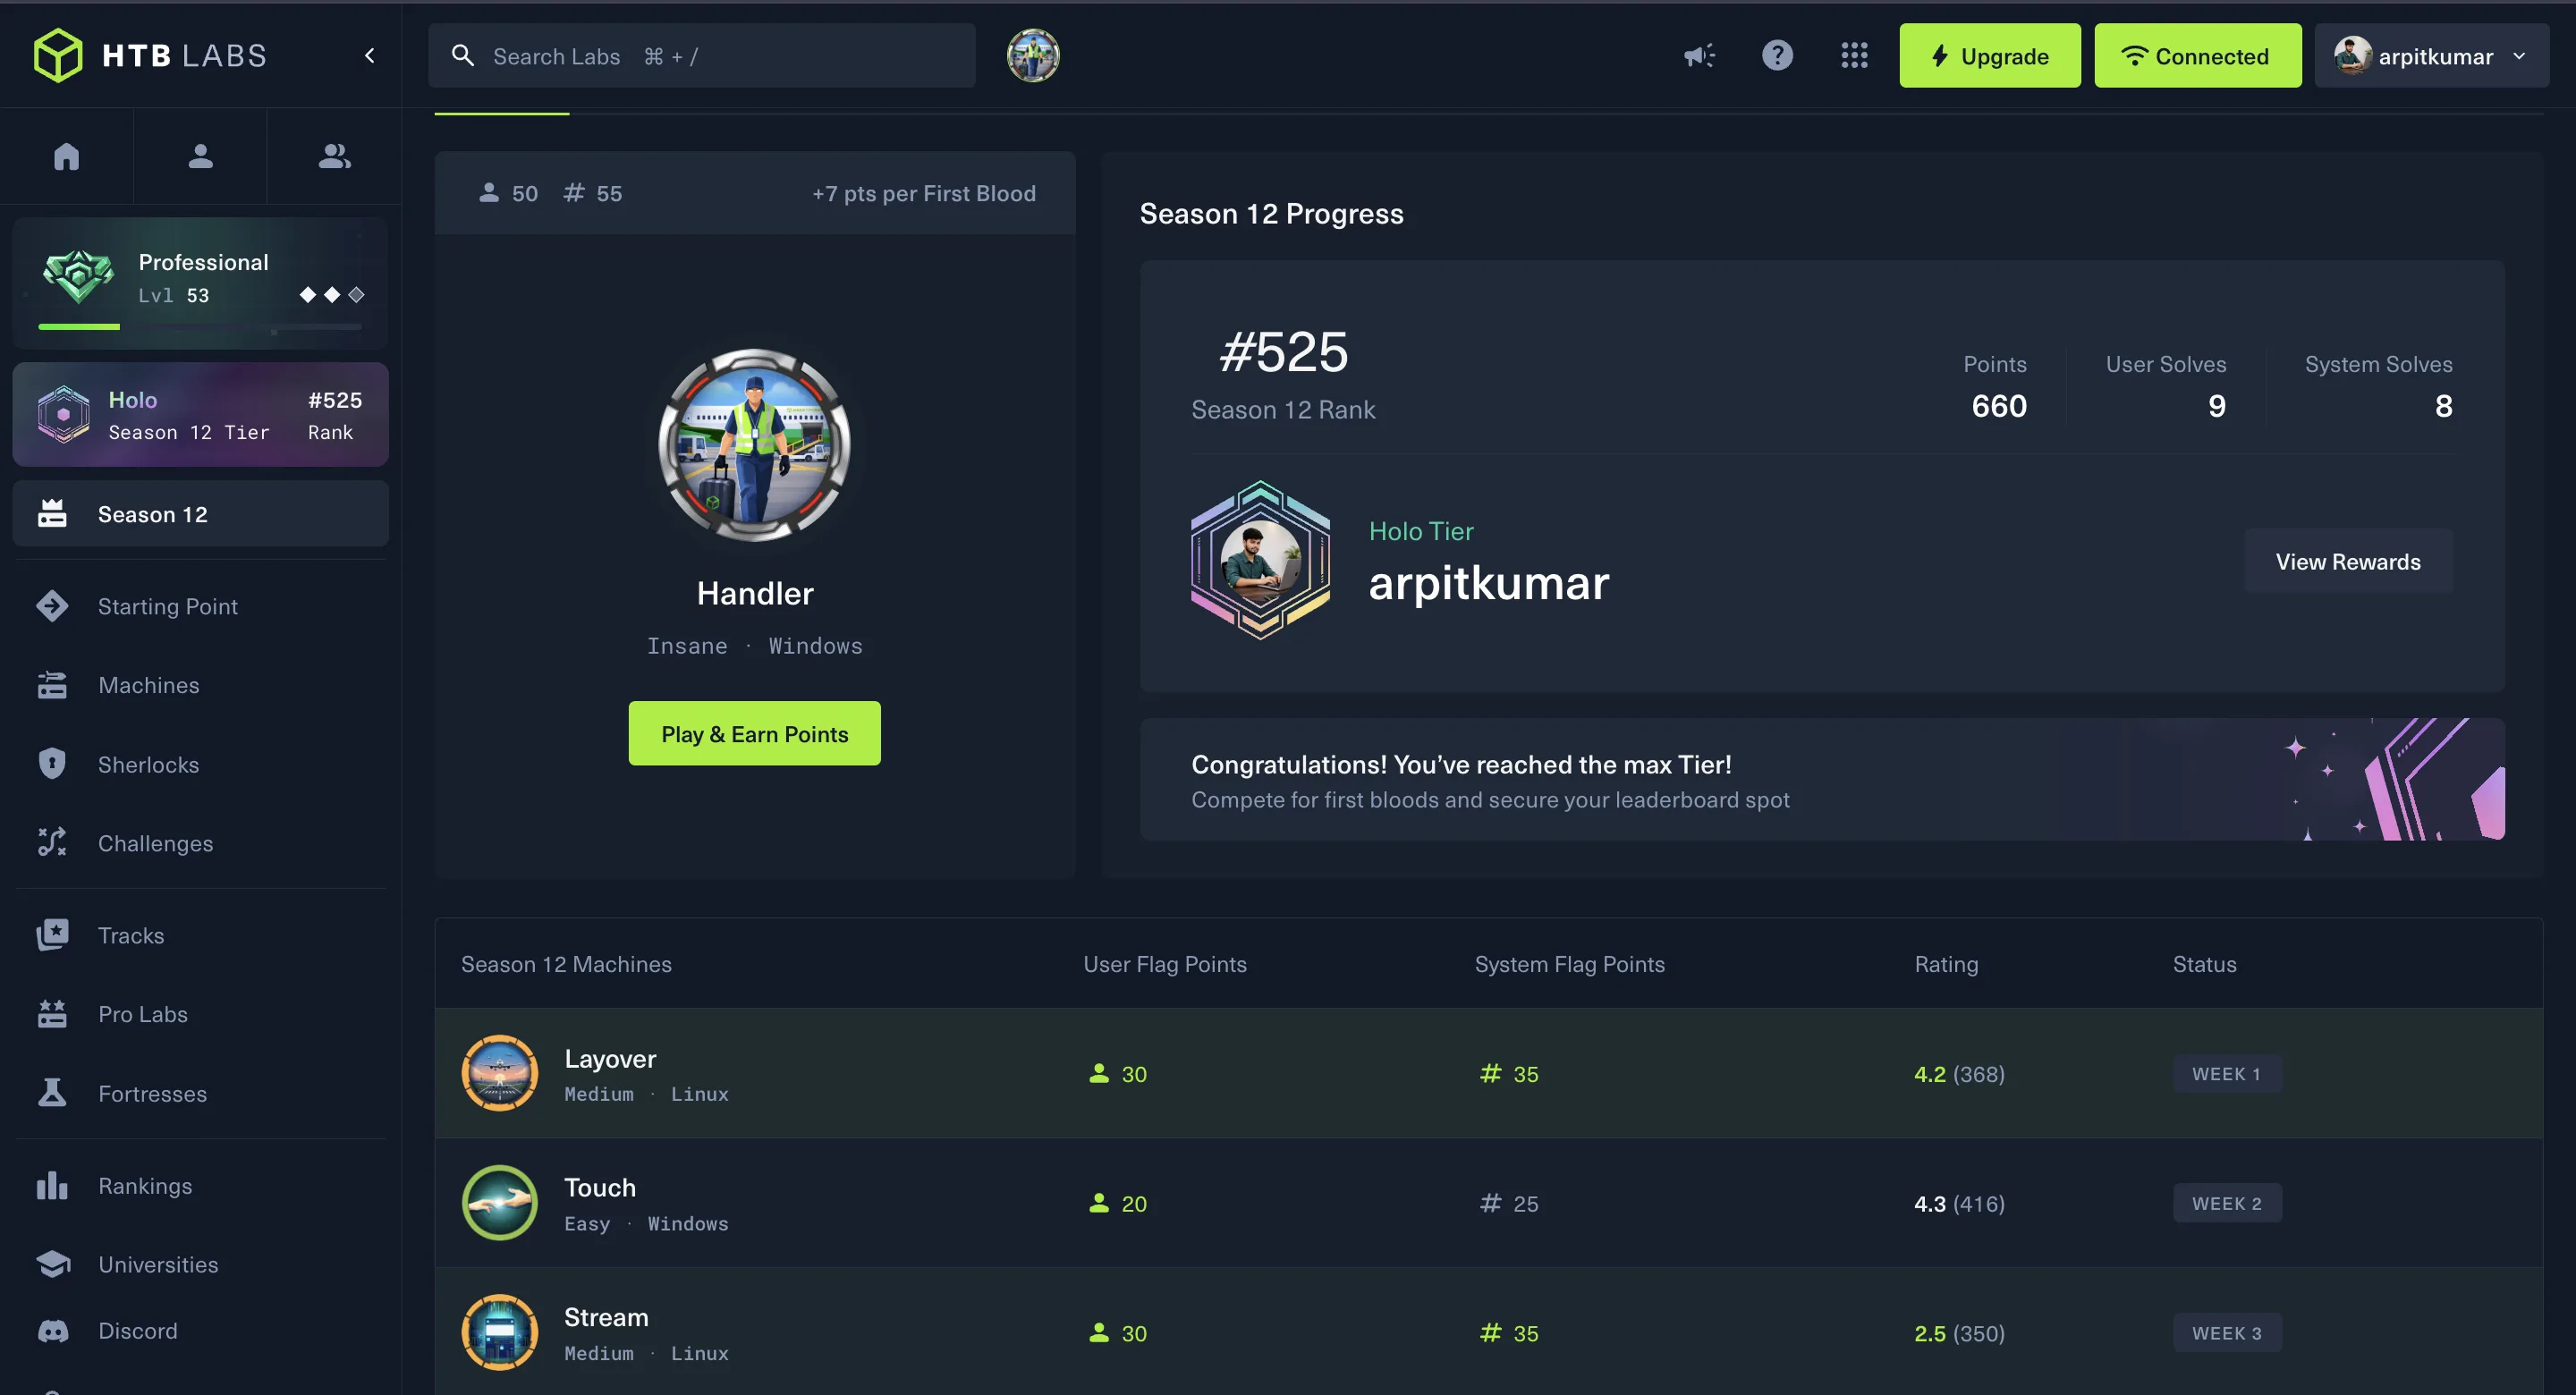 HTB LABS
Search Labs ⌘ + /
Upgrade
Connected
arpitkumar
Professional
Lvl 53
Holo #525
Season 12 Tier Rank
Season 12
Starting Point
Machines
Sherlocks
Challenges
Tracks
Pro Labs
Fortresses
Rankings
Universities
Discord
50 # 55 +7 pts per First Blood
Handler
Insane · Windows
Play & Earn Points
Season 12 Progress
#525
Season 12 Rank
Points User Solves System Solves
660 9 8
Holo Tier
arpitkumar
View Rewards
Congratulations! You’ve reached the max Tier!
Compete for first bloods and secure your leaderboard spot
Season 12 Machines User Flag Points System Flag Points Rating Status
Layover
Medium · Linux
30 # 35 4.2 (368) WEEK 1
Touch
Easy · Windows
20 # 25 4.3 (416) WEEK 2
Stream
Medium · Linux
30 # 35 2.5 (350) WEEK 3